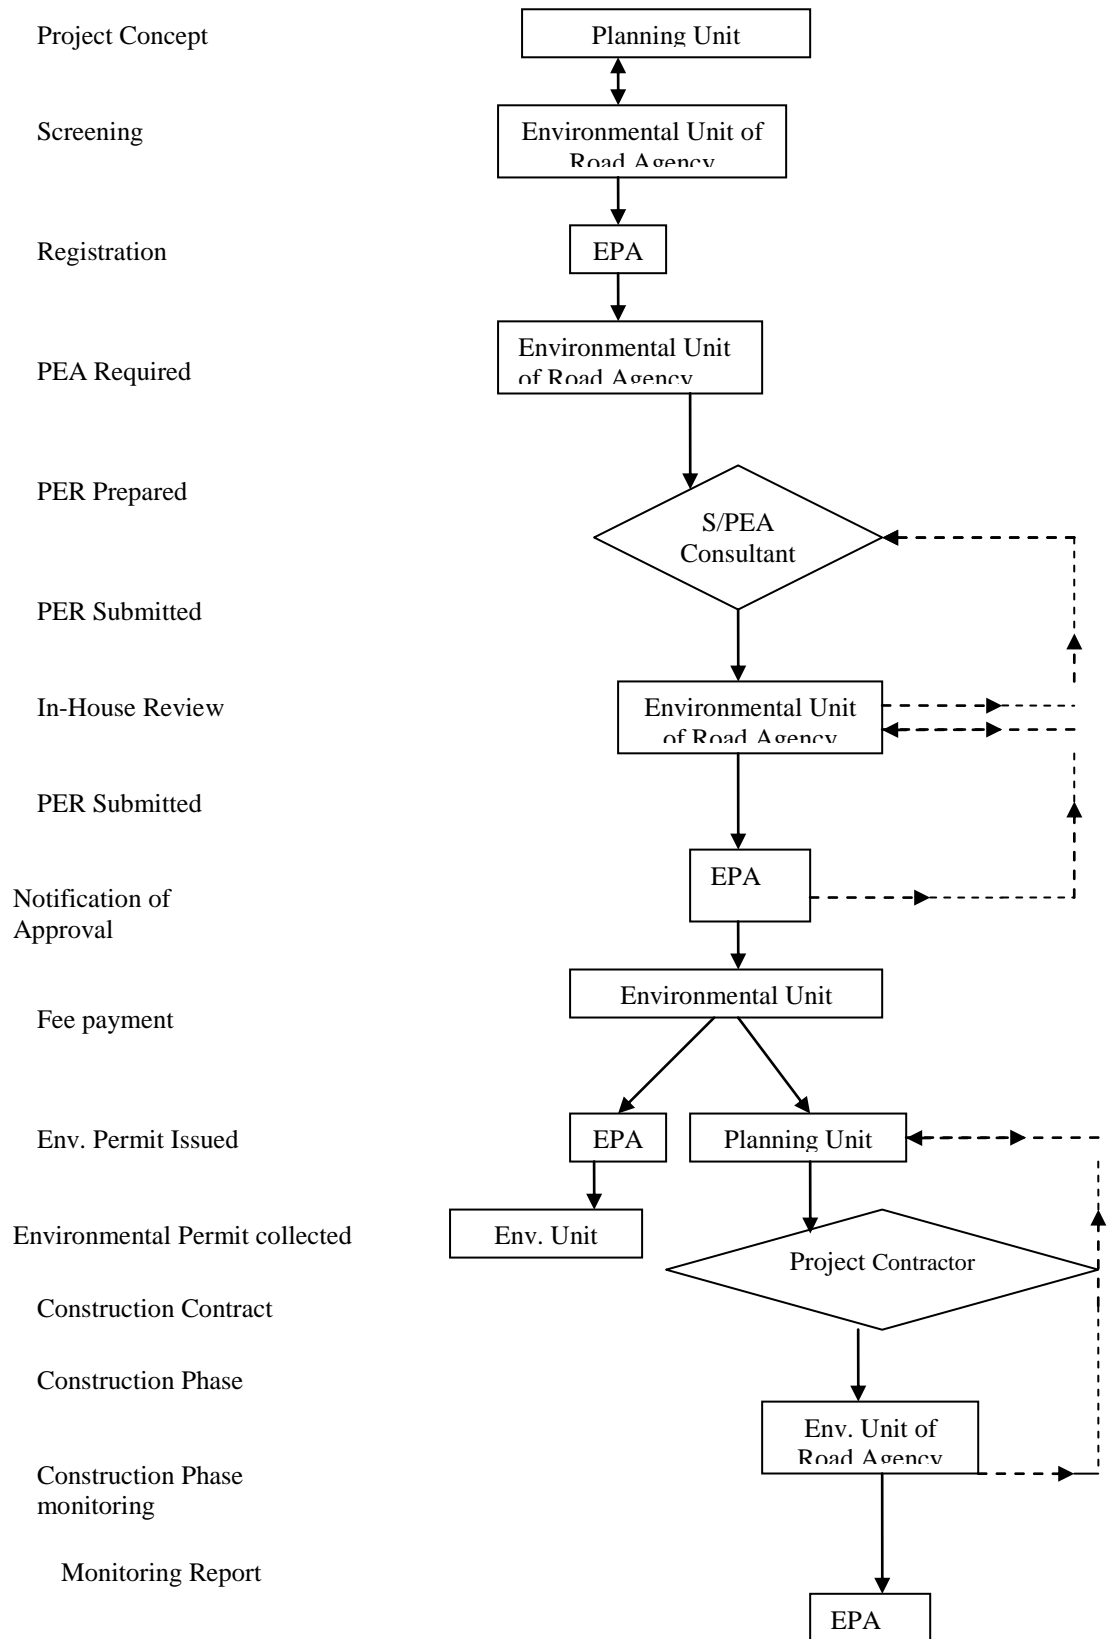 Project Concept
Planning Unit
Screening
Environmental Unit of
Road Agency
Registration
EPA
PEA Required
Environmental Unit
of Road Agency
PER Prepared
S/PEA
Consultant
PER Submitted
In-House Review
Environmental Unit
of Road Agency
PER Submitted
EPA
Notification of
Approval
Environmental Unit
Fee payment
Env. Permit Issued
EPA
Planning Unit
Environmental Permit collected
Env. Unit
Project Contractor
Construction Contract
Construction Phase
Env. Unit of
Road Agency
Construction Phase
monitoring
Monitoring Report
EPA